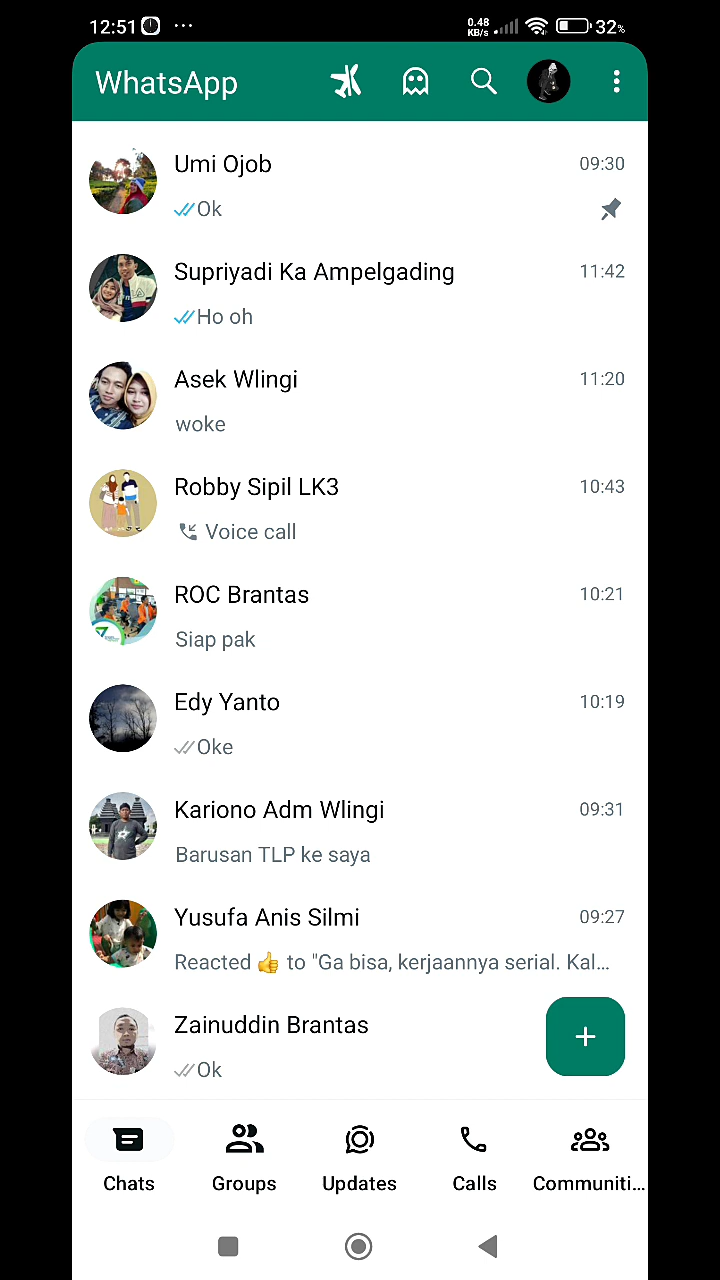 12:51 ... 0.48 KB/s 32%
WhatsApp
Umi Ojob 09:30
Ok
Supriyadi Ka Ampelgading 11:42
Ho oh
Asek Wlingi 11:20
woke
Robby Sipil LK3 10:43
Voice call
ROC Brantas 10:21
Siap pak
Edy Yanto 10:19
Oke
Kariono Adm Wlingi 09:31
Barusan TLP ke saya
Yusufa Anis Silmi 09:27
Reacted 👍 to "Ga bisa, kerjaannya serial. Kal...
Zainuddin Brantas
Ok
Chats Groups Updates Calls Communiti...